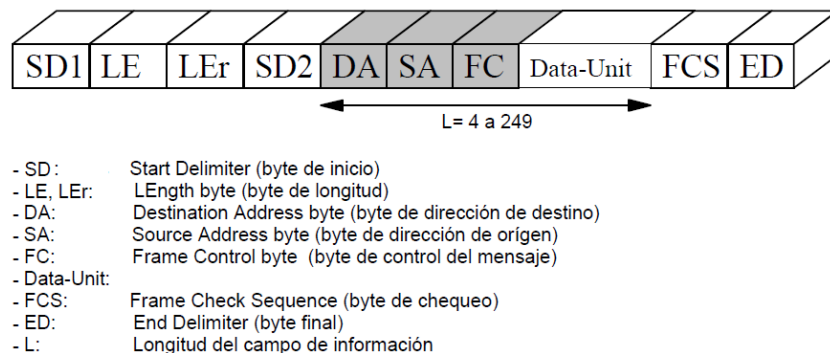 SD1 LE LEr SD2 DA SA FC Data-Unit FCS ED
L= 4 a 249
- SD: Start Delimiter (byte de inicio)
- LE, LEr: LEngth byte (byte de longitud)
- DA: Destination Address byte (byte de dirección de destino)
- SA: Source Address byte (byte de dirección de orígen)
- FC: Frame Control byte (byte de control del mensaje)
- Data-Unit:
- FCS: Frame Check Sequence (byte de chequeo)
- ED: End Delimiter (byte final)
- L: Longitud del campo de información